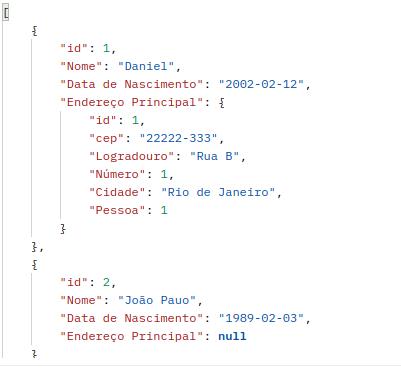 [
{
"id": 1,
"Nome": "Daniel",
"Data de Nascimento": "2002-02-12",
"Endereço Principal": {
"id": 1,
"cep": "22222-333",
"Logradouro": "Rua B",
"Número": 1,
"Cidade": "Rio de Janeiro",
"Pessoa": 1
}
},
{
"id": 2,
"Nome": "João Pauo",
"Data de Nascimento": "1989-02-03",
"Endereço Principal": null
}